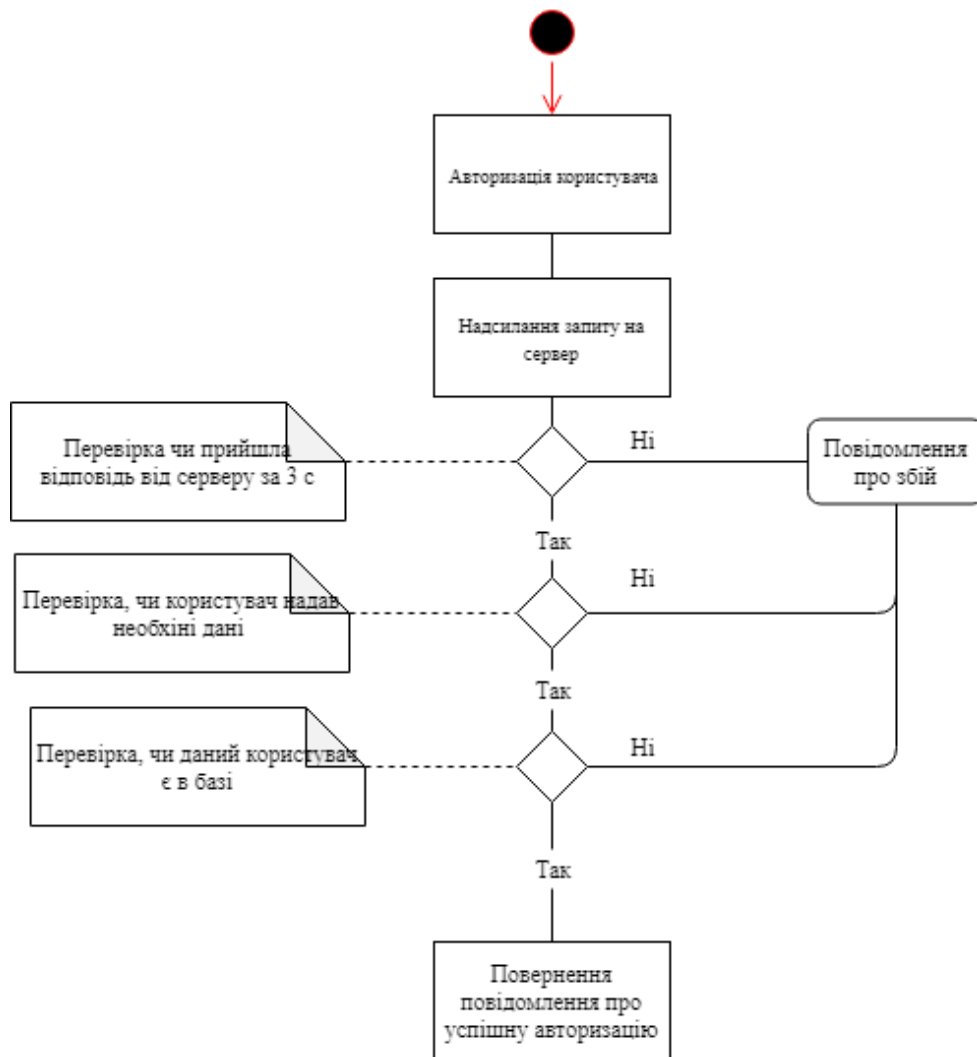 Авторизація користувача
Надсилання запиту на
сервер
Перевірка чи прийшла
відповідь від серверу за 3 с
Ні
Повідомлення
про збій
Так
Перевірка, чи користувач надав
необхіні дані
Ні
Так
Перевірка, чи даний користувач
є в базі
Ні
Так
Повернення
повідомлення про
успішну авторизацію